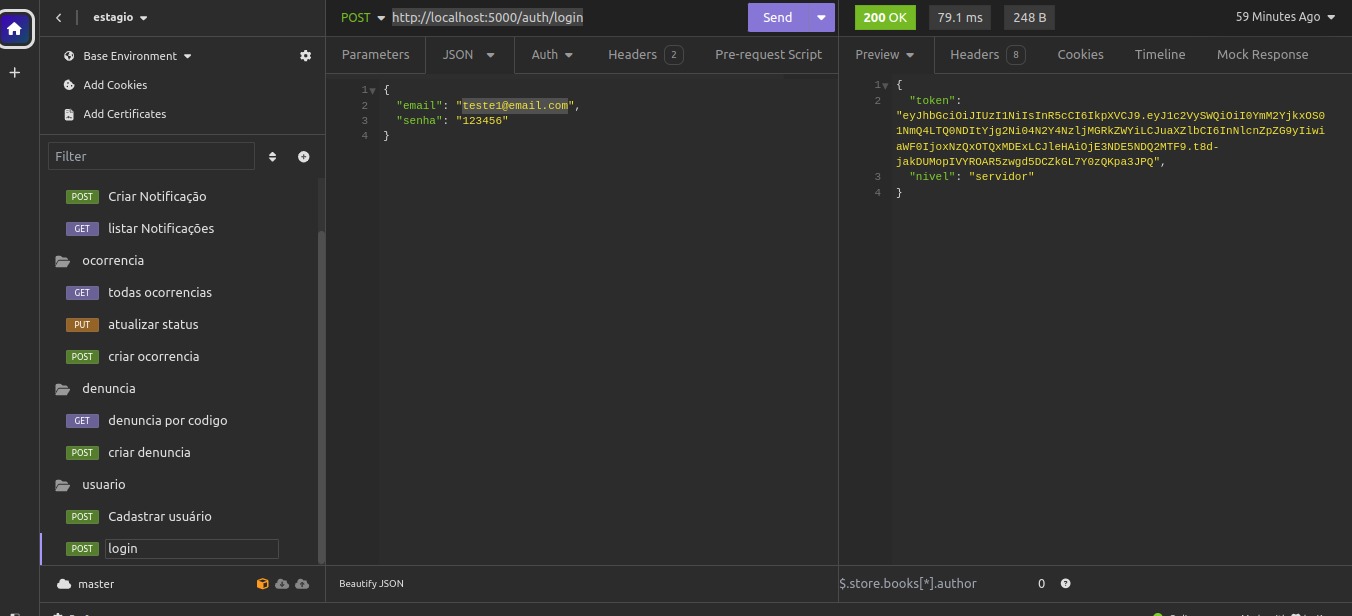 estagio
POST http://localhost:5000/auth/login
Send
200 OK
79.1 ms
248 B
59 Minutes Ago
Base Environment
Add Cookies
Add Certificates
Parameters
JSON
Auth
Headers 2
Pre-request Script
Preview
Headers 8
Cookies
Timeline
Mock Response
Filter
POST Criar Notificação
GET listar Notificações
ocorrencia
GET todas ocorrencias
PUT atualizar status
POST criar ocorrencia
denuncia
GET denuncia por codigo
POST criar denuncia
usuario
POST Cadastrar usuário
POST login
master
1 {
2 "email": "teste1@email.com",
3 "senha": "123456"
4 }
Beautify JSON
1 {
2 "token":
"eyJhbGciOiJIUzI1NiIsInR5cCI6IkpXVCJ9.eyJ1c2VySWQiOiI0YmM2YjkxOS0
1NmQ4LTQ0NDItYjg2Ni04N2Y4NzljMGRkZWYiLCJuaXZlbCI6InNlcnZpZG9yIiwi
aWF0IjoxNzQxOTQxMDExLCJleHAiOjE3NDE5NDQ2MTF9.t8d-
jakDUMopIVYROAR5zwgd5DCZkGL7Y0zQKpa3JPQ",
3 "nivel": "servidor"
4 }
$.store.books[*].author
0